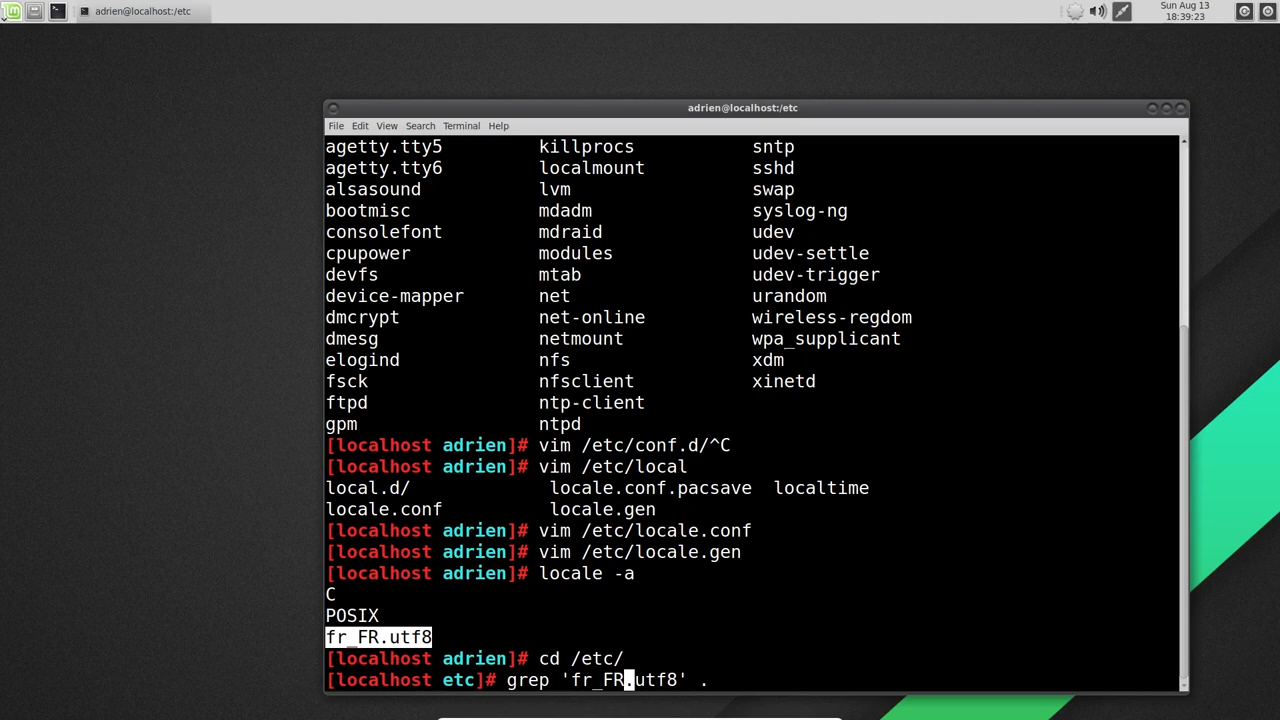 adrien@localhost:/etc
Sun Aug 13
18:39:23
adrien@localhost:/etc
File Edit View Search Terminal Help
agetty.tty5 killprocs sntp
agetty.tty6 localmount sshd
alsasound lvm swap
bootmisc mdadm syslog-ng
consolefont mdraid udev
cpupower modules udev-settle
devfs mtab udev-trigger
device-mapper net urandom
dmcrypt net-online wireless-regdom
dmesg netmount wpa_supplicant
elogind nfs xdm
fsck nfsclient xinetd
ftpd ntp-client
gpm ntpd
[localhost adrien]# vim /etc/conf.d/^C
[localhost adrien]# vim /etc/local
local.d/ locale.conf.pacsave localtime
locale.conf locale.gen
[localhost adrien]# vim /etc/locale.conf
[localhost adrien]# vim /etc/locale.gen
[localhost adrien]# locale -a
C
POSIX
fr_FR.utf8
[localhost adrien]# cd /etc/
[localhost etc]# grep 'fr_FR.utf8' .